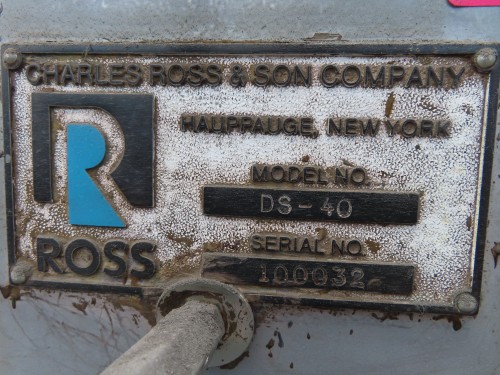 CHARLES ROSS & SON COMPANY
HAUPPAUGE, NEW YORK
MODEL NO.
DS-40
SERIAL NO.
100032
R
ROSS